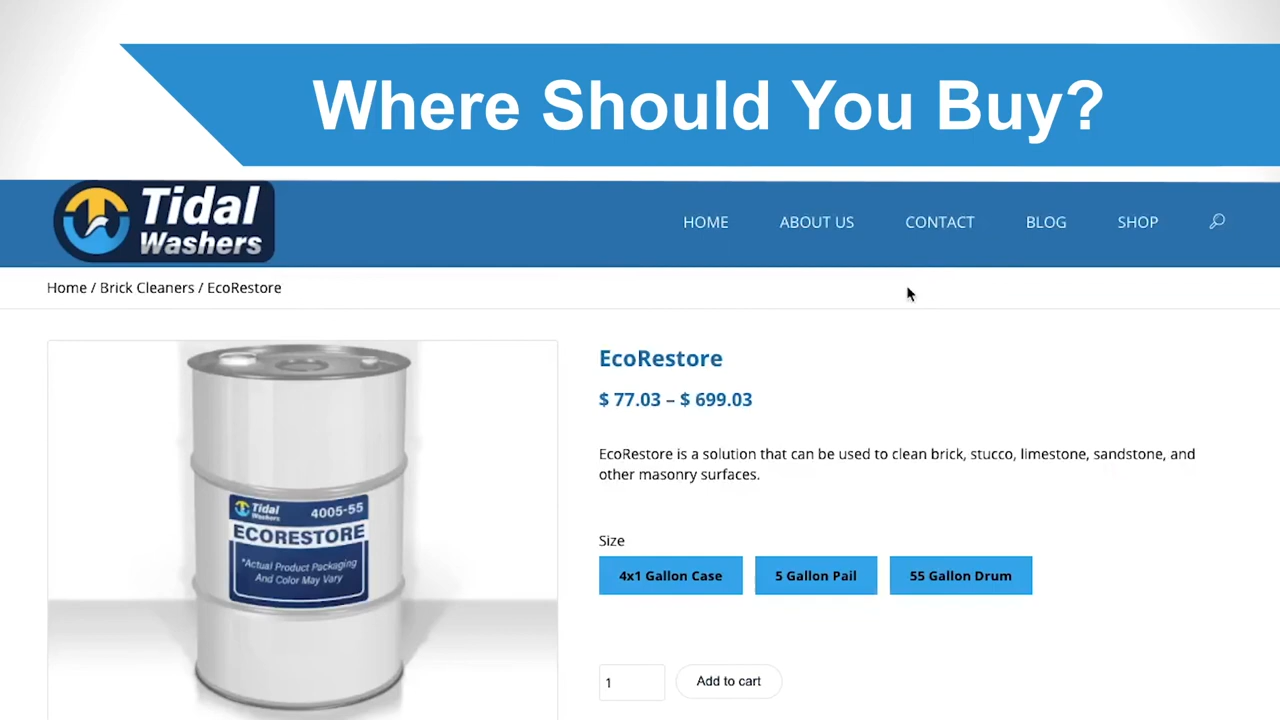 Where Should You Buy?
Tidal
Washers
HOME
ABOUT US
CONTACT
BLOG
SHOP
Home / Brick Cleaners / EcoRestore
Tidal
Washers
4005-55
ECORESTORE
*Actual Product Packaging
And Color May Vary
EcoRestore
$ 77.03 – $ 699.03
EcoRestore is a solution that can be used to clean brick, stucco, limestone, sandstone, and
other masonry surfaces.
Size
4x1 Gallon Case
5 Gallon Pail
55 Gallon Drum
1
Add to cart